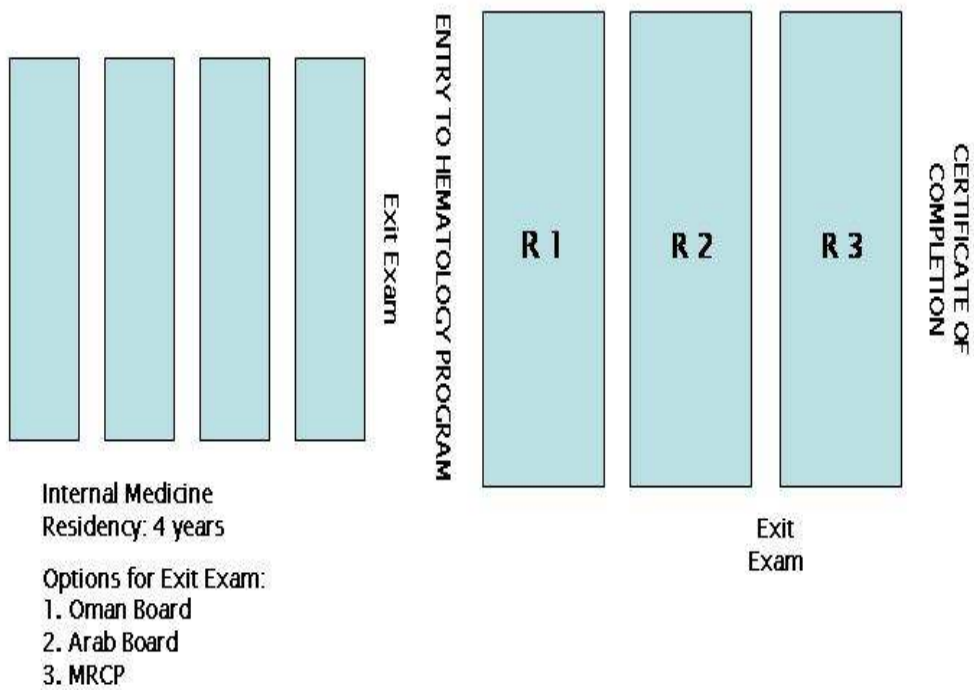 Internal Medicine
Residency: 4 years
Options for Exit Exam:
1. Oman Board
2. Arab Board
3. MRCP
Exit Exam
ENTRY TO HEMATOLOGY PROGRAM
R 1
R 2
R 3
Exit
Exam
CERTIFICATE OF
COMPLETION